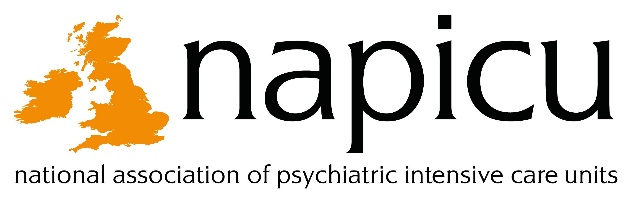 napicu
national association of psychiatric intensive care units